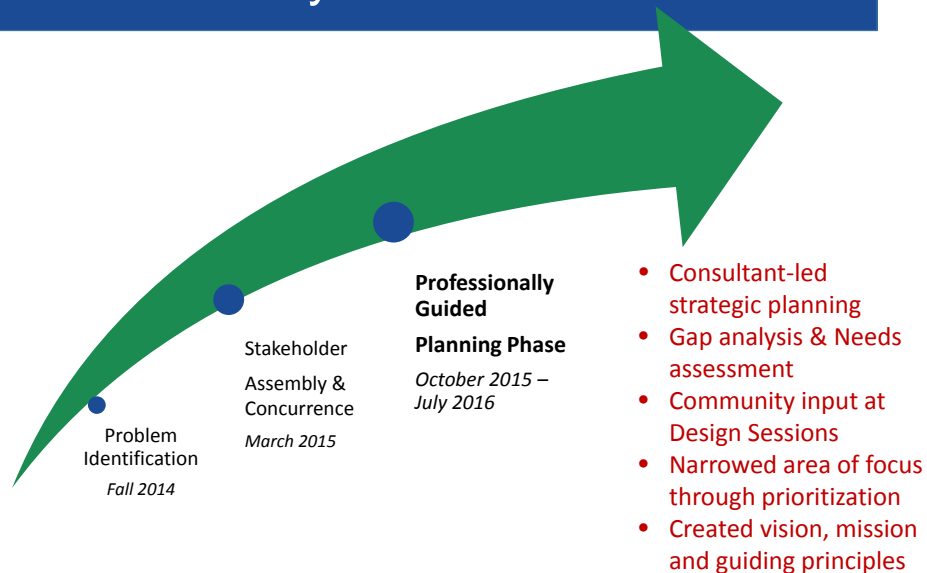 Problem
Identification
Fall 2014
Stakeholder
Assembly &
Concurrence
March 2015
Professionally
Guided
Planning Phase
October 2015 –
July 2016
• Consultant-led
strategic planning
• Gap analysis & Needs
assessment
• Community input at
Design Sessions
• Narrowed area of focus
through prioritization
• Created vision, mission
and guiding principles